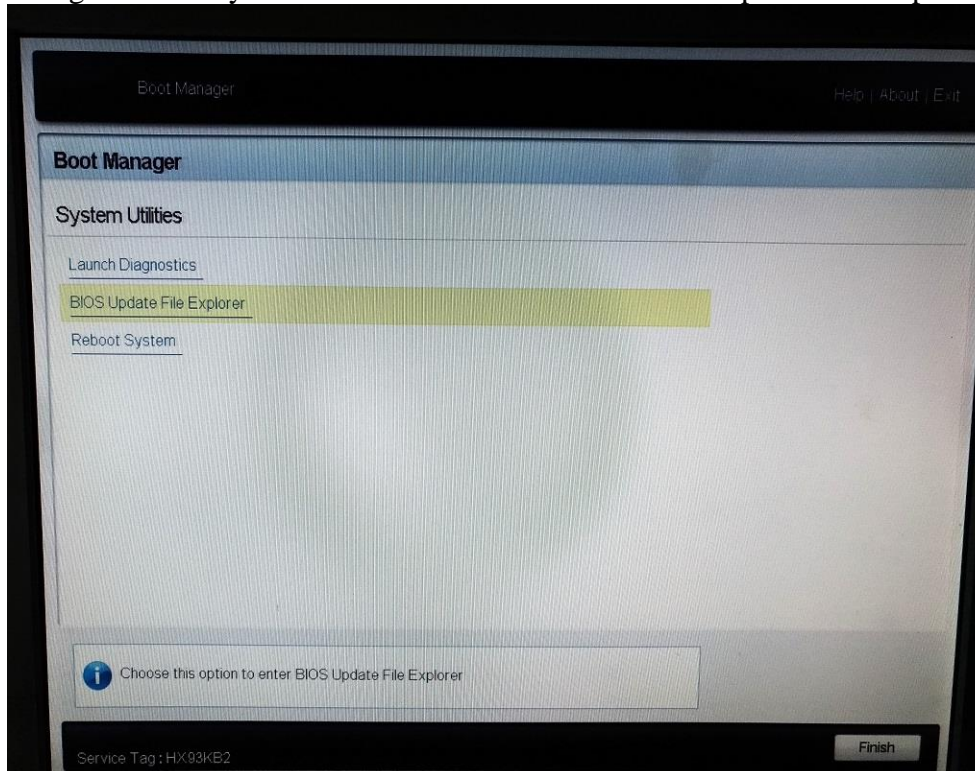 Boot Manager
Help | About | Exit
Boot Manager
System Utilities
Launch Diagnostics
BIOS Update File Explorer
Reboot System
Choose this option to enter BIOS Update File Explorer
Service Tag : HX93KB2
Finish